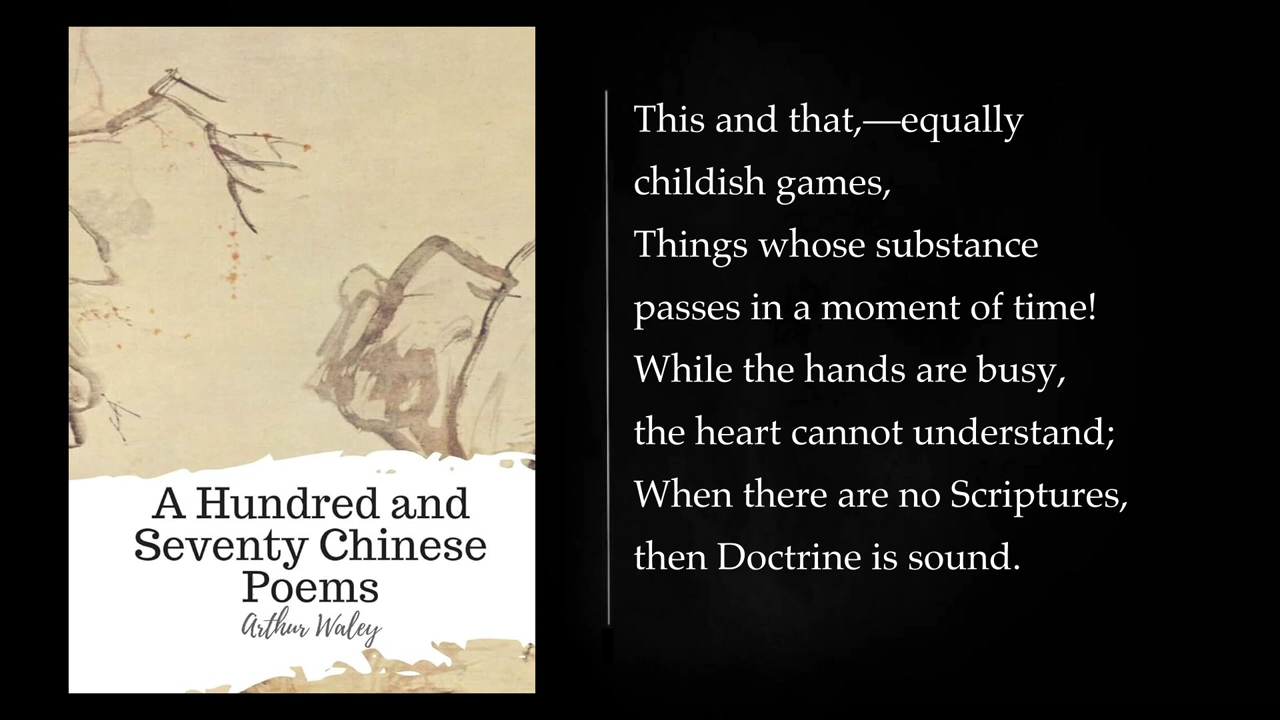 A Hundred and
Seventy Chinese
Poems
Arthur Waley
This and that,—equally
childish games,
Things whose substance
passes in a moment of time!
While the hands are busy,
the heart cannot understand;
When there are no Scriptures,
then Doctrine is sound.